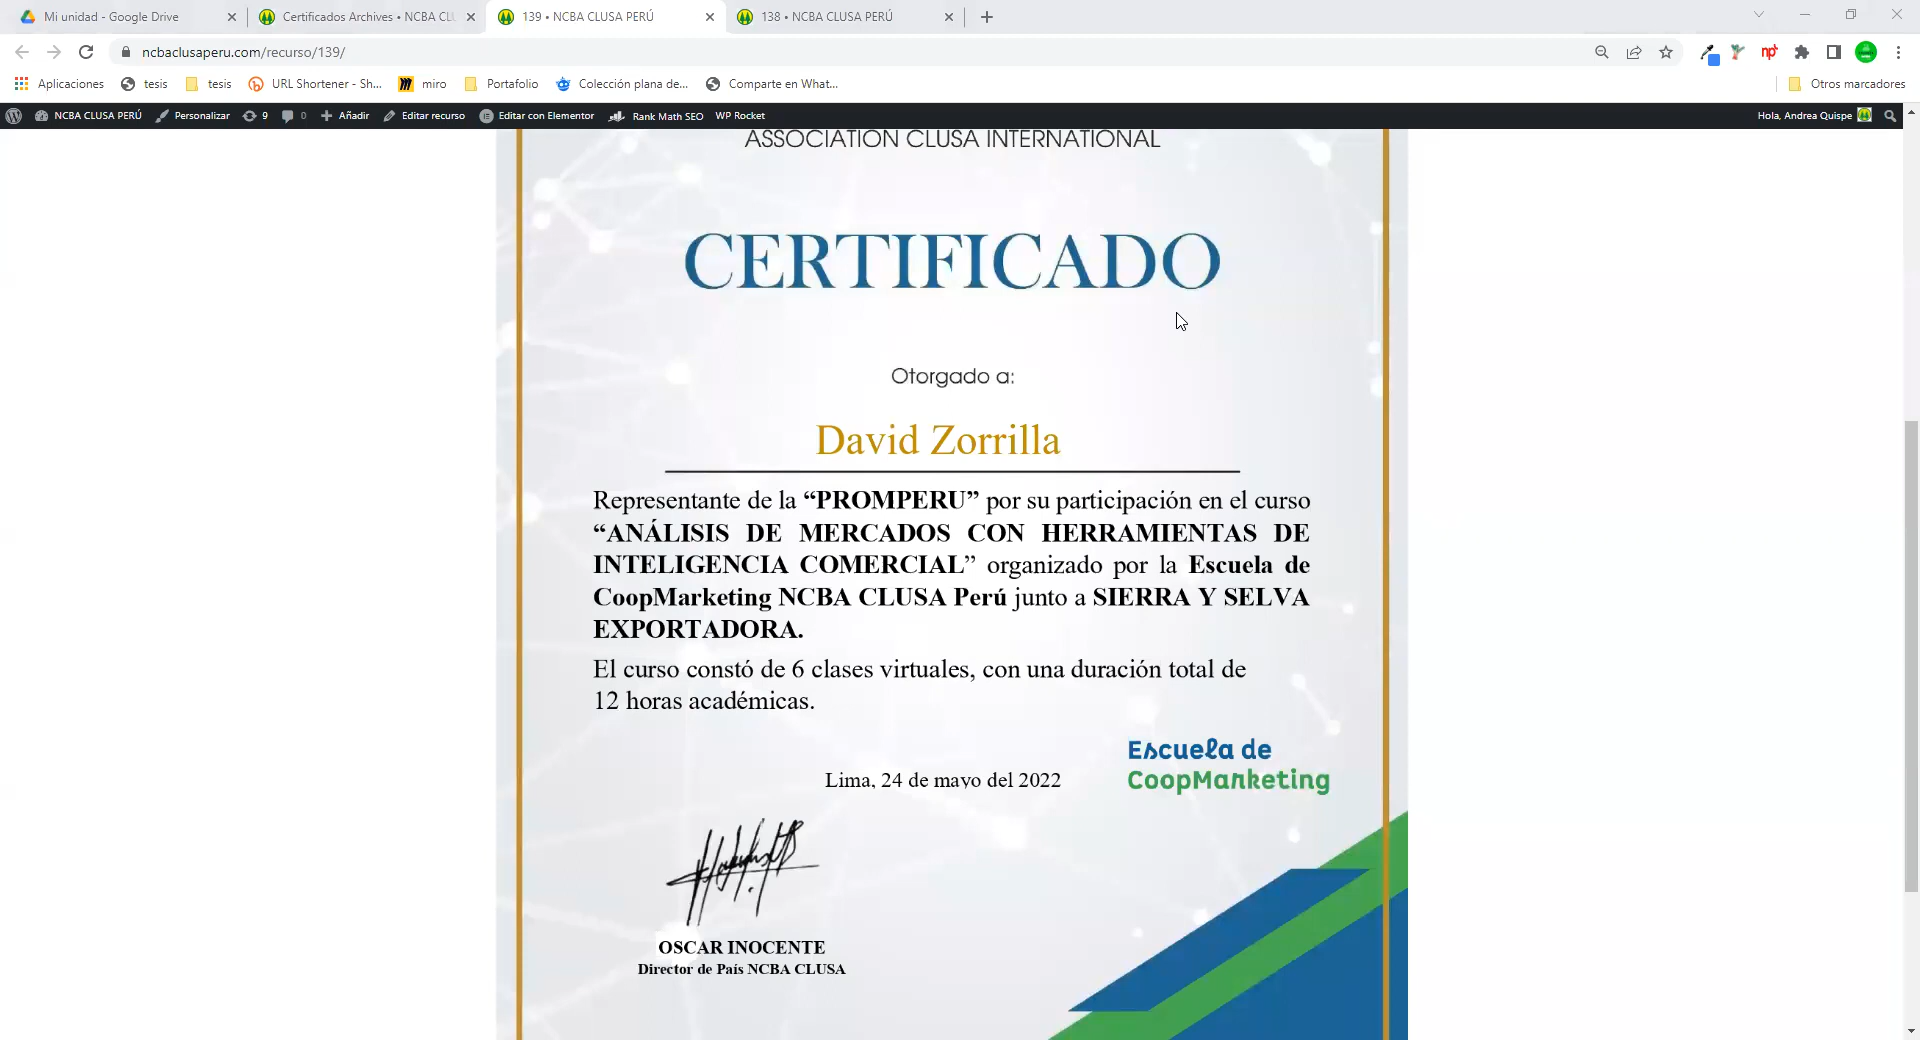 Mi unidad - Google Drive
Certificados Archives • NCBA CL
139 • NCBA CLUSA PERÚ
138 • NCBA CLUSA PERÚ
ncbaclusaperu.com/recurso/139/
Aplicaciones
tesis
tesis
URL Shortener - Sh...
miro
Portafolio
Colección plana de...
Comparte en What...
Otros marcadores
NCBA CLUSA PERÚ
Personalizar
9
0
Añadir
Editar recurso
Editar con Elementor
Rank Math SEO
WP Rocket
Hola, Andrea Quispe
ASSOCIATION CLUSA INTERNATIONAL
CERTIFICADO
Otorgado a:
David Zorrilla
Representante de la “PROMPERU” por su participación en el curso
“ANÁLISIS DE MERCADOS CON HERRAMIENTAS DE
INTELIGENCIA COMERCIAL” organizado por la Escuela de
CoopMarketing NCBA CLUSA Perú junto a SIERRA Y SELVA
EXPORTADORA.
El curso constó de 6 clases virtuales, con una duración total de
12 horas académicas.
Escuela de
CoopMarketing
Lima, 24 de mayo del 2022
OSCAR INOCENTE
Director de País NCBA CLUSA